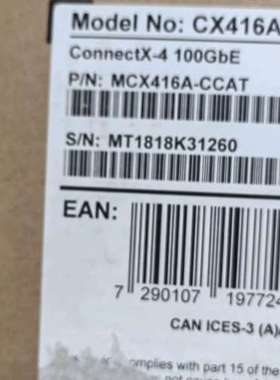 Model No: CX416A
ConnectX-4 100GbE
P/N: MCX416A-CCAT
S/N: MT1818K31260
EAN:
7 290107 197724
CAN ICES-3 (A)/
complies with part 15 of the